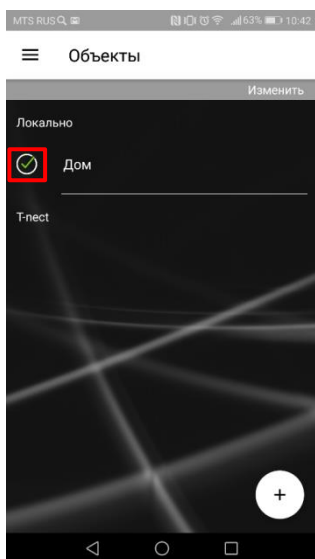 MTS RUS 63% 10:42
Объекты
Изменить
Локально
Дом
T-nect
+